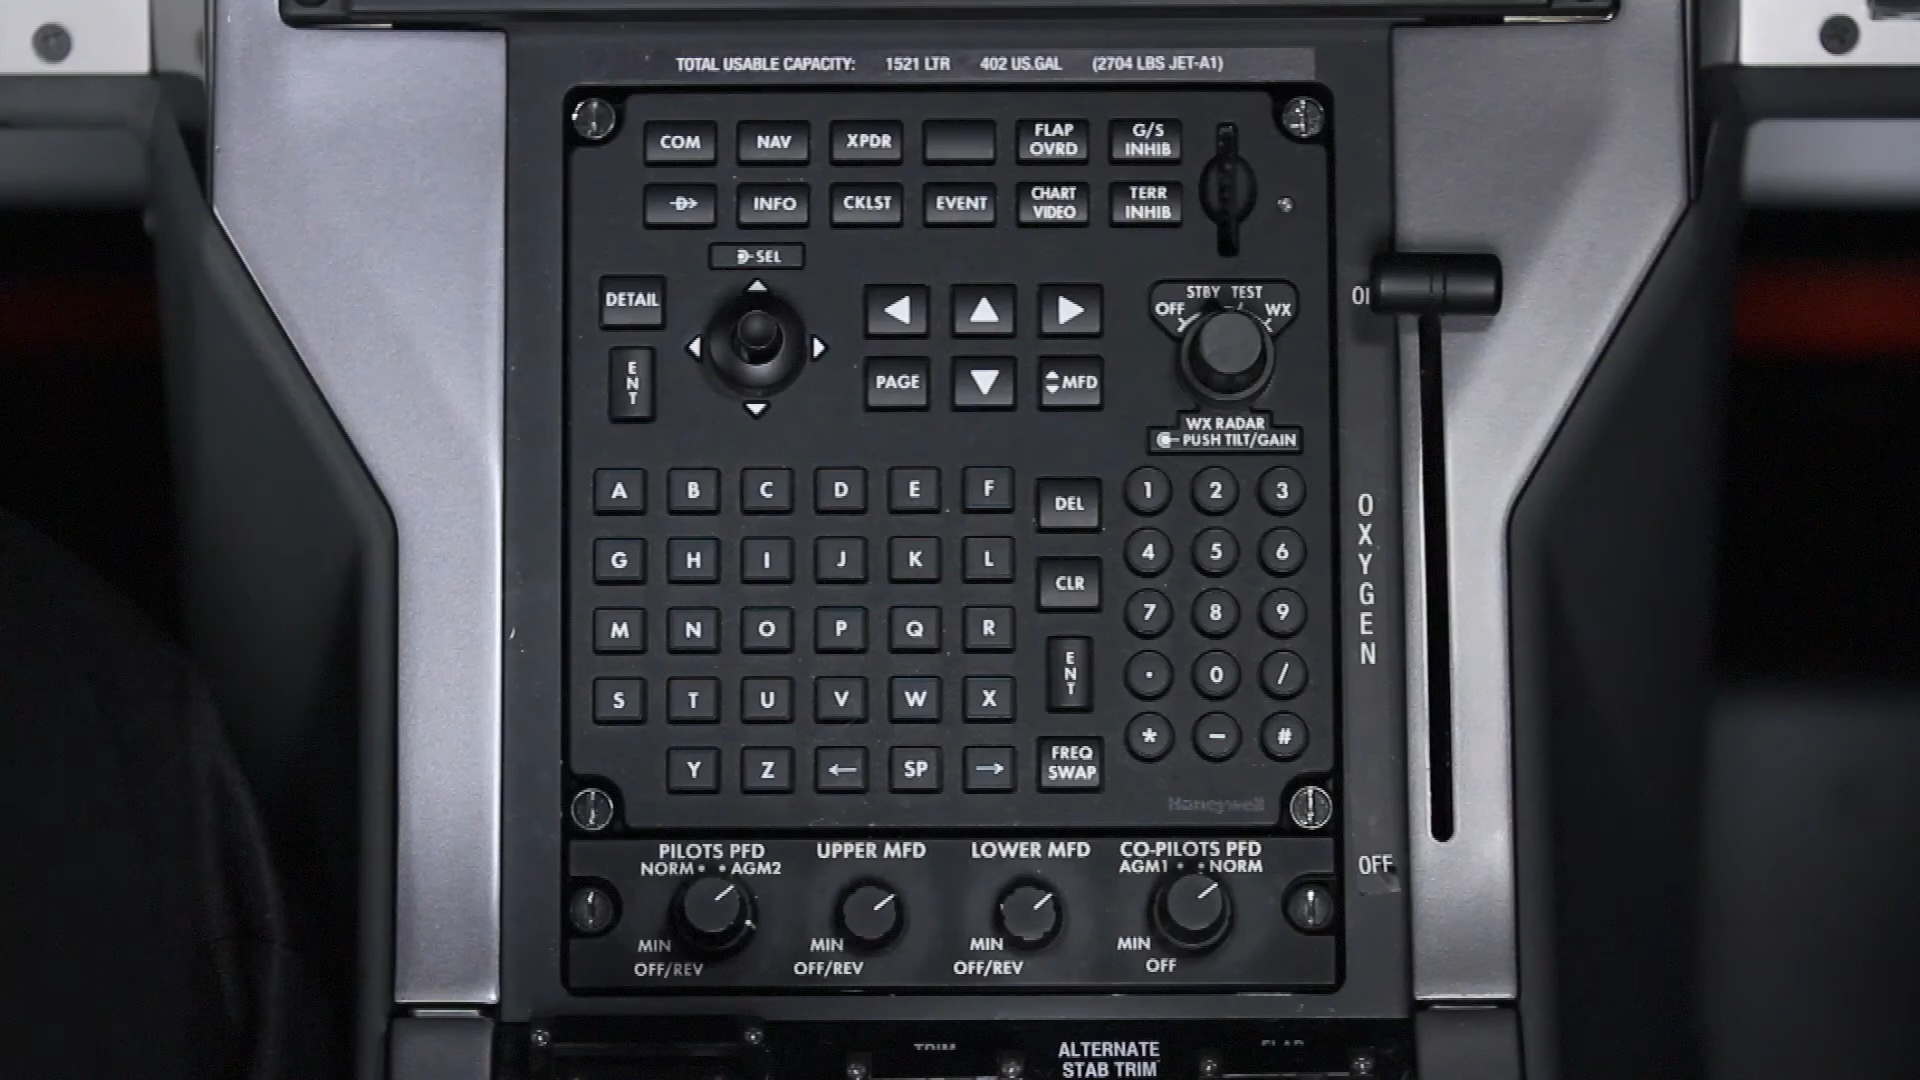 TOTAL USABLE CAPACITY: 1521 LTR 402 US.GAL (2704 LBS JET-A1)
COM NAV XPDR FLAP OVRD G/S INHIB
INFO CKLST EVENT CHART VIDEO TERR INHIB
D-SEL
DETAIL
ENT
PAGE MFD
OFF STBY TEST WX
WX RADAR
PUSH TILT/GAIN
A B C D E F DEL 1 2 3
G H I J K L CLR 4 5 6
M N O P Q R ENT 7 8 9
S T U V W X . 0 /
Y Z ← SP → FREQ SWAP * – #
Honeywell
PILOTS PFD UPPER MFD LOWER MFD CO-PILOTS PFD
NORM • • AGM2 AGM1 • • NORM
MIN MIN MIN MIN
OFF/REV OFF/REV OFF/REV OFF
OXYGEN
OFF
TRIM
ALTERNATE
STAB TRIM